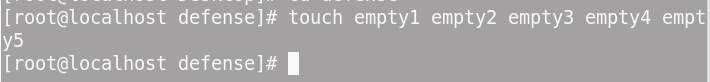 [root@localhost defense]# touch empty1 empty2 empty3 empty4 empt
y5
[root@localhost defense]#